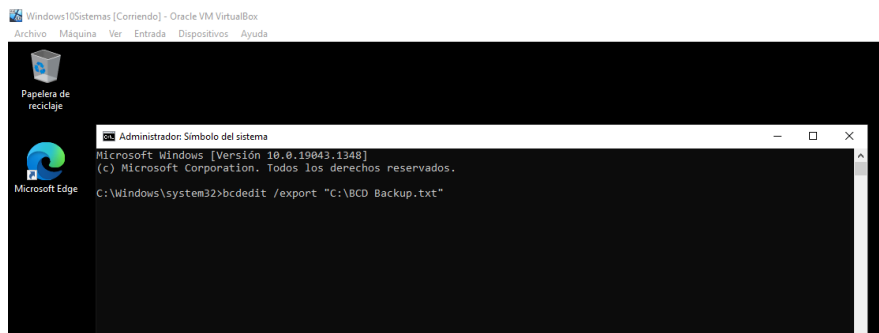 Windows10Sistemas [Corriendo] - Oracle VM VirtualBox
Archivo Máquina Ver Entrada Dispositivos Ayuda
Papelera de
reciclaje
Administrador: Símbolo del sistema
Microsoft Windows [Versión 10.0.19043.1348]
(c) Microsoft Corporation. Todos los derechos reservados.
Microsoft Edge
C:\Windows\system32>bcdedit /export "C:\BCD Backup.txt"